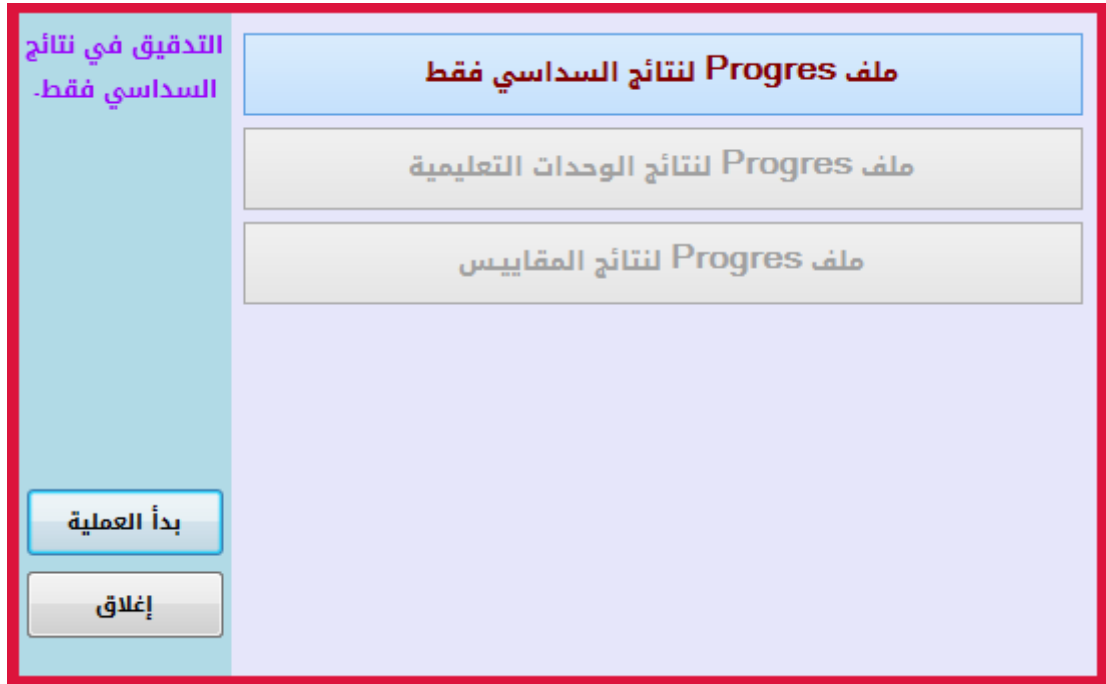 التدقيق في نتائج
السداسي فقط.
ملف Progres لنتائج السداسي فقط
ملف Progres لنتائج الوحدات التعليمية
ملف Progres لنتائج المقاييس
بدأ العملية
إغلاق